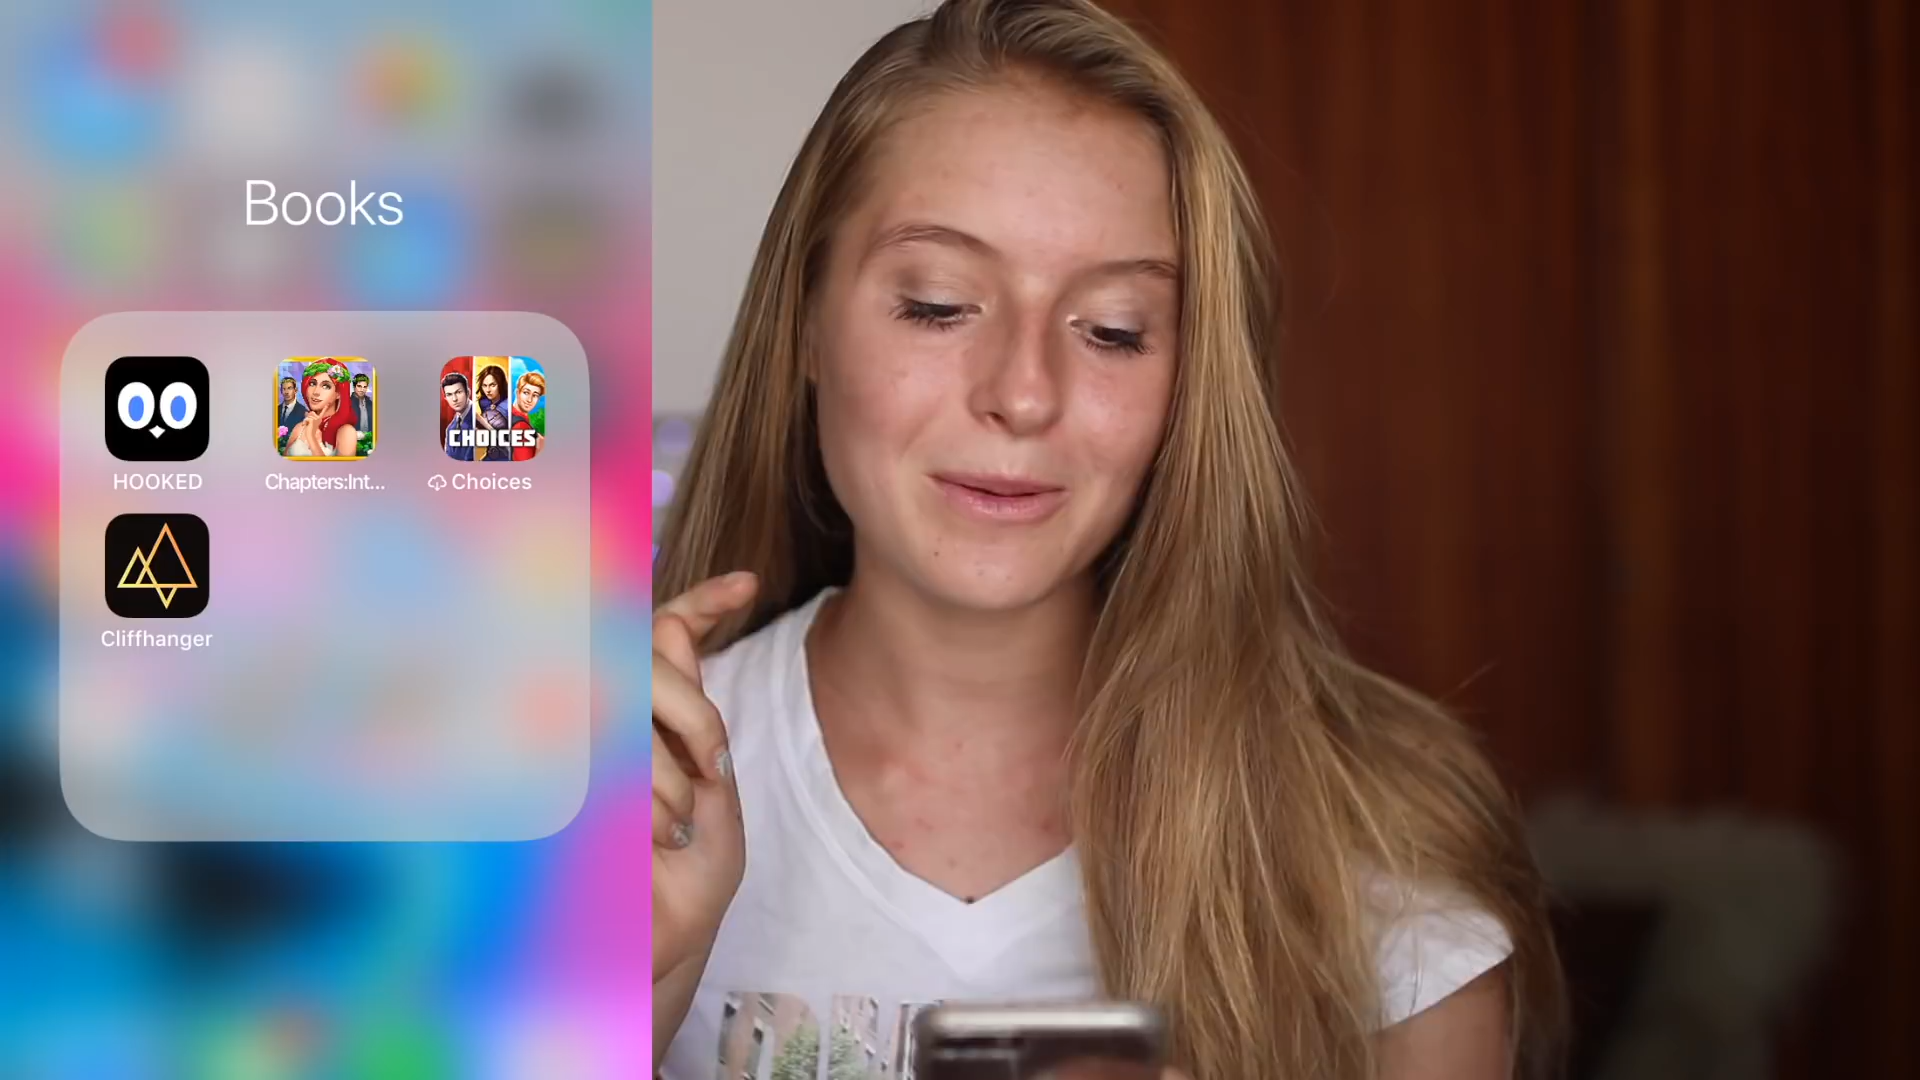 Books
HOOKED
Chapters:Int...
CHOICES
Choices
Cliffhanger